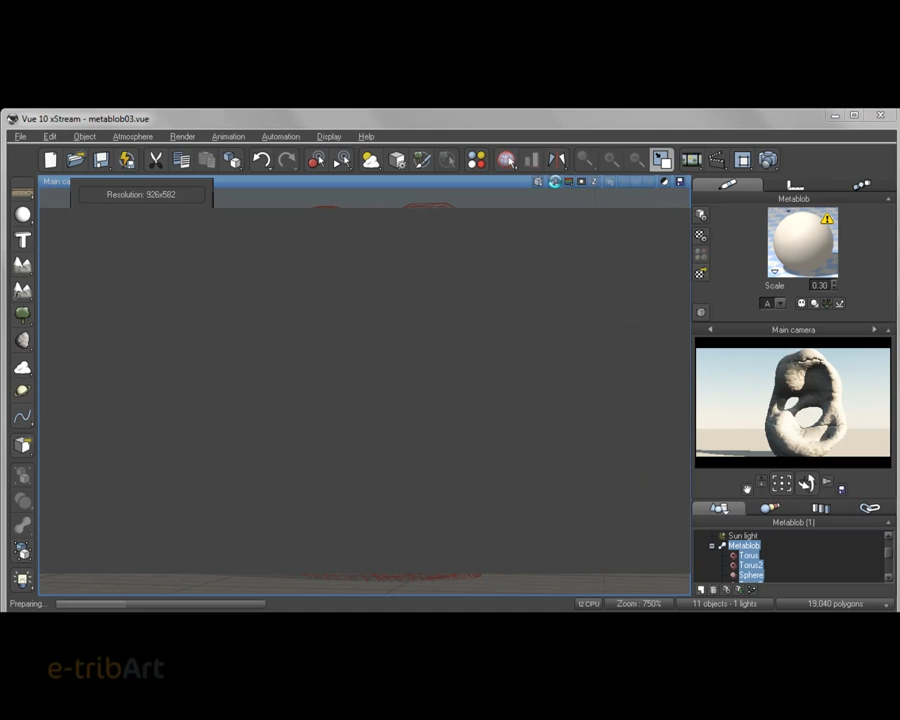 Vue 10 xStream - metablob03.vue
File Edit Object Atmosphere Render Animation Automation Display Help
Main ca
Resolution: 926x582
Z
T
Metablob
Scale 0.30
A
Main camera
Metablob (1)
Sun light
Metablob
Torus
Torus2
Sphere
Preparing...
12 CPU Zoom : 750% 11 objects - 1 lights 19,040 polygons
e-tribArt